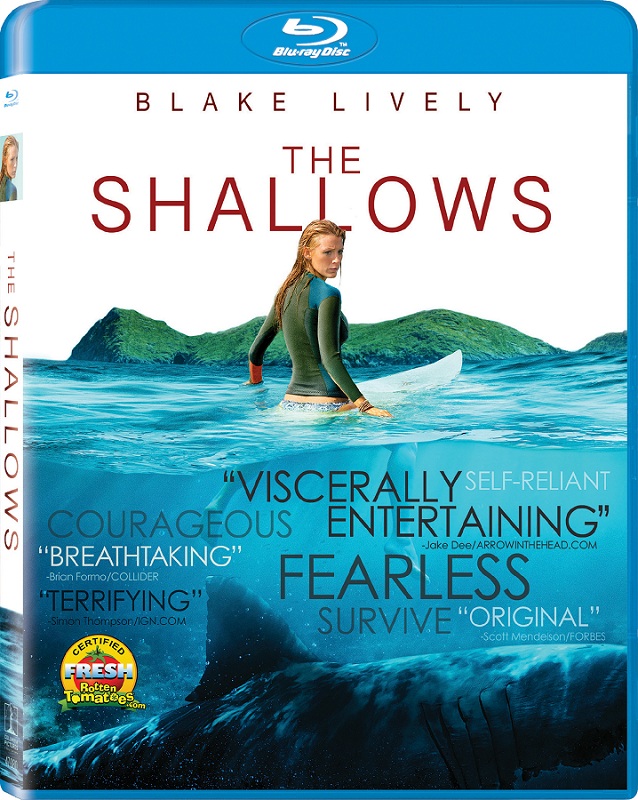 Blu-ray Disc™
BLAKE LIVELY
THE
SHALLOWS
THE SHALLOWS
"VISCERALLY
SELF-RELIANT
COURAGEOUS
ENTERTAINING"
-Jake Dee/ARROWINTHEHEAD.COM
"BREATHTAKING"
-Brian Formo/COLLIDER
FEARLESS
"TERRIFYING"
-Simon Thompson/IGN.COM
SURVIVE
"ORIGINAL"
-Scott Mendelson/FORBES
CERTIFIED
FRESH
Rotten
Tomatoes.com